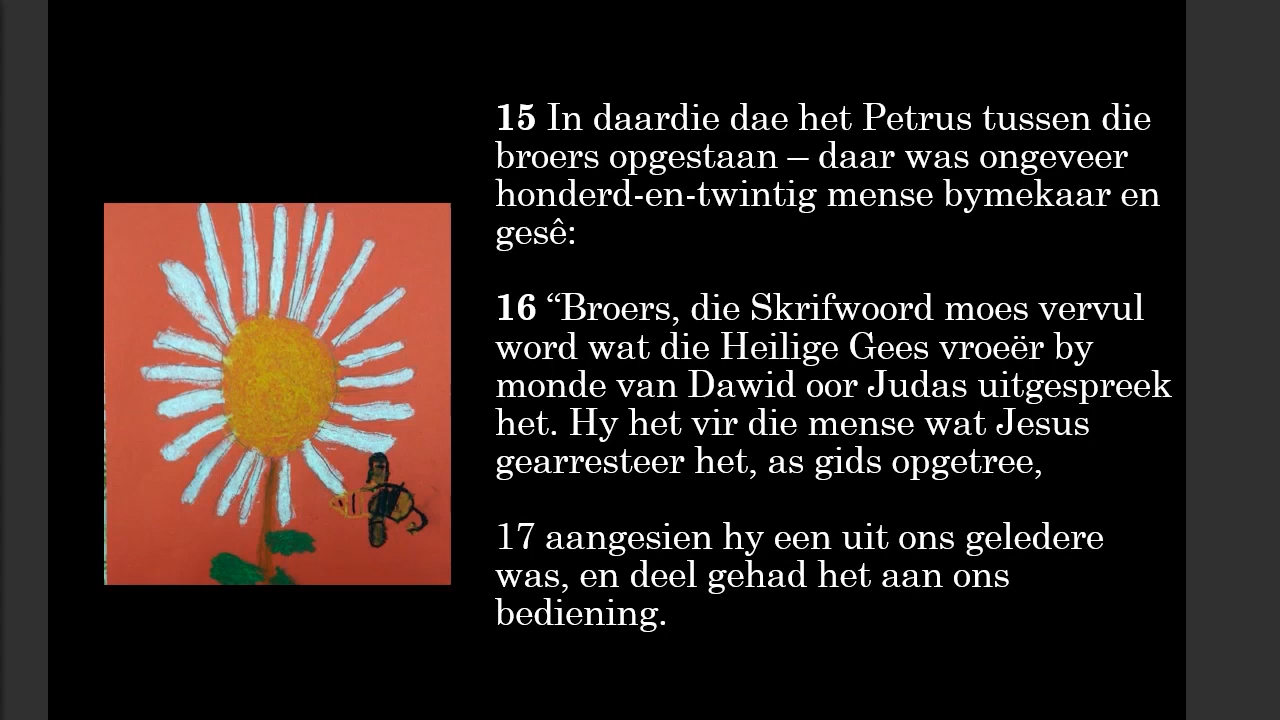 15 In daardie dae het Petrus tussen die
broers opgestaan – daar was ongeveer
honderd-en-twintig mense bymekaar en
gesê:
16 “Broers, die Skrifwoord moes vervul
word wat die Heilige Gees vroeër by
monde van Dawid oor Judas uitgespreek
het. Hy het vir die mense wat Jesus
gearresteer het, as gids opgetree,
17 aangesien hy een uit ons geledere
was, en deel gehad het aan ons
bediening.